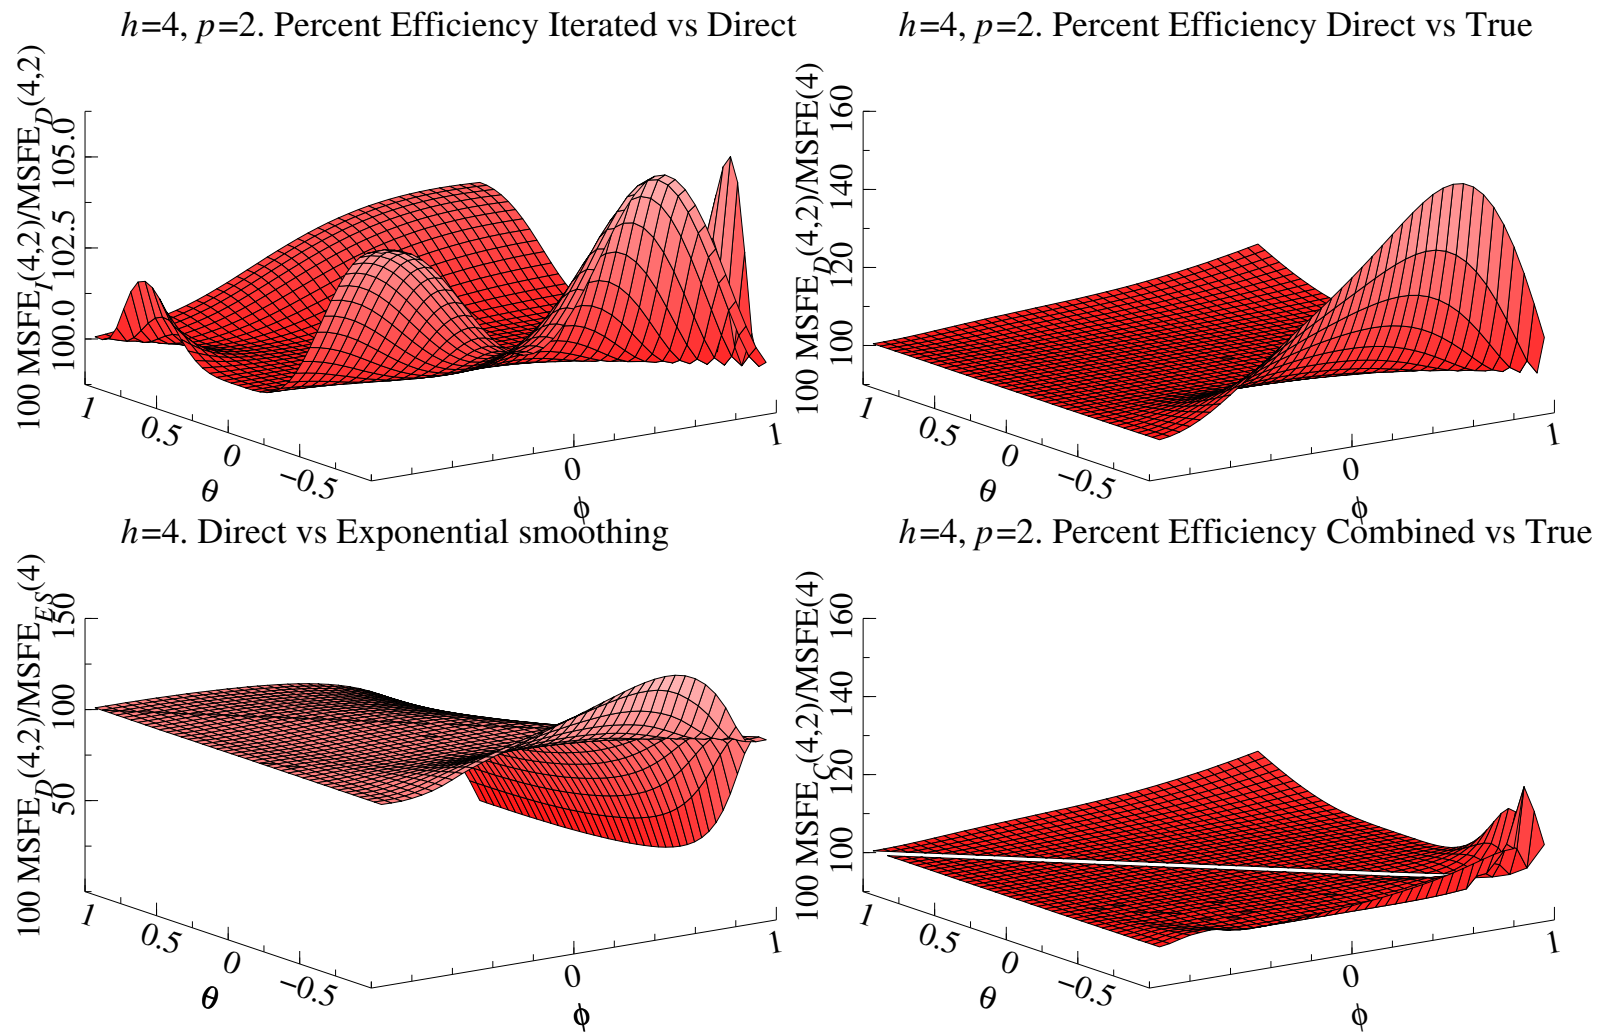 h=4, p=2. Percent Efficiency Iterated vs Direct
100 MSFE_I(4,2)/MSFE_D(4,2)
105.0
102.5
100.0
1
0.5
0
−0.5
θ
0
1
ϕ
h=4, p=2. Percent Efficiency Direct vs True
100 MSFE_D(4,2)/MSFE(4)
160
140
120
100
1
0.5
0
−0.5
θ
0
1
ϕ
h=4. Direct vs Exponential smoothing
100 MSFE_D(4,2)/MSFE_ES(4)
150
100
50
1
0.5
0
−0.5
θ
0
1
ϕ
h=4, p=2. Percent Efficiency Combined vs True
100 MSFE_C(4,2)/MSFE(4)
160
140
120
100
1
0.5
0
−0.5
θ
0
1
ϕ